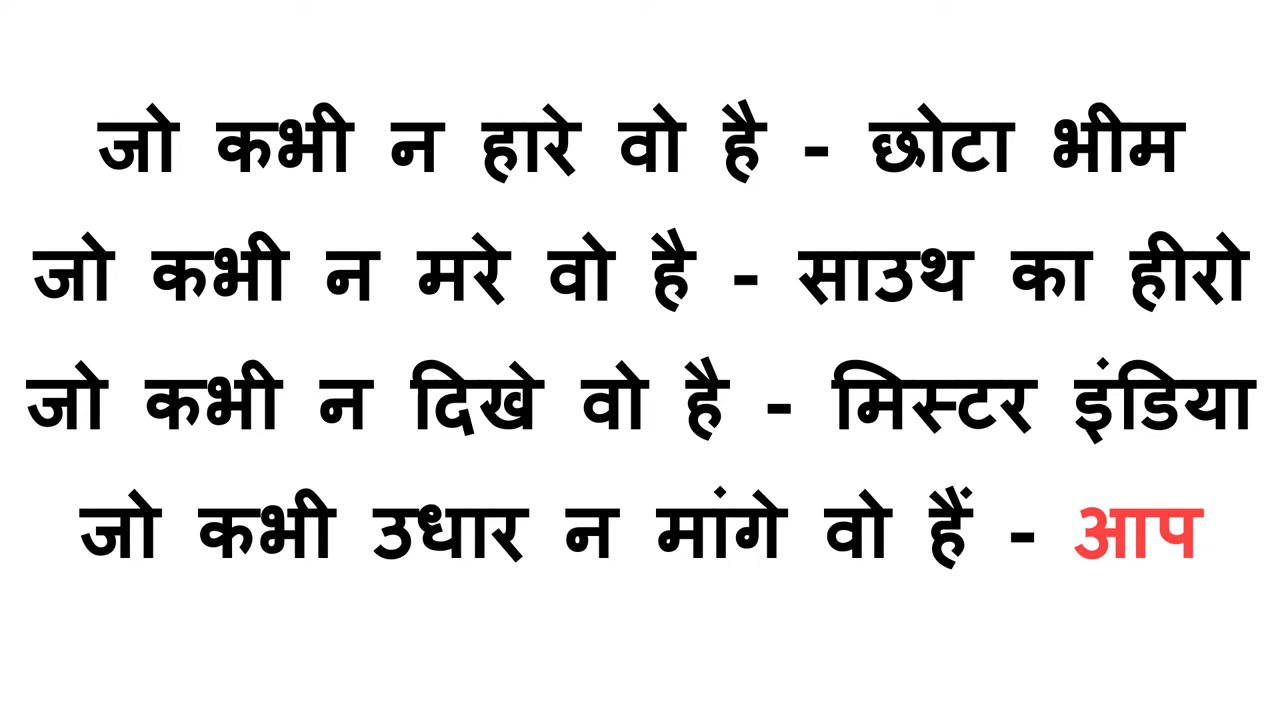 जो कभी न हारे वो है - छोटा भीम
जो कभी न मरे वो है - साउथ का हीरो
जो कभी न दिखे वो है - मिस्टर इंडिया
जो कभी उधार न मांगे वो हैं - आप